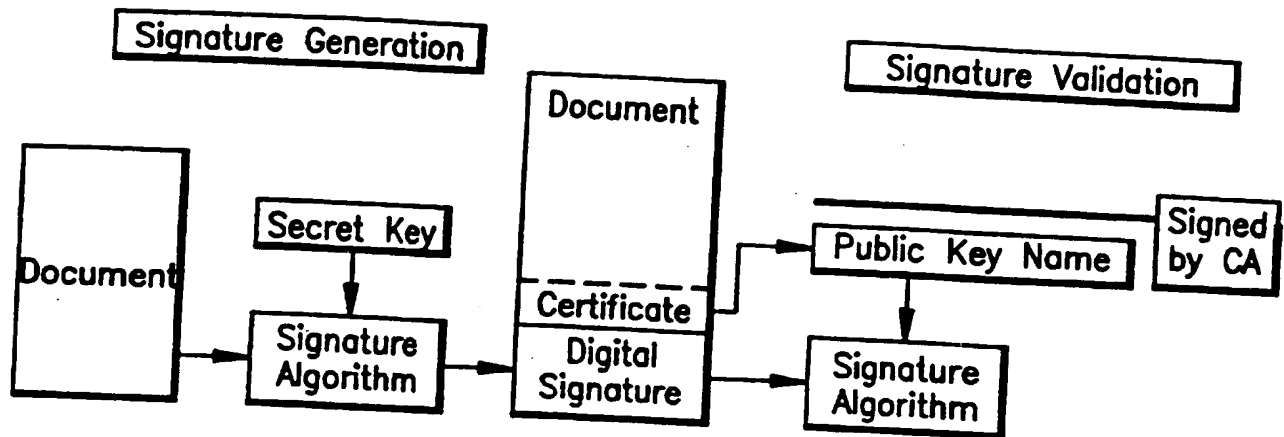 Signature Generation
Signature Validation
Document
Secret Key
Signature
Algorithm
Document
Certificate
Digital
Signature
Public Key Name
Signed
by CA
Signature
Algorithm